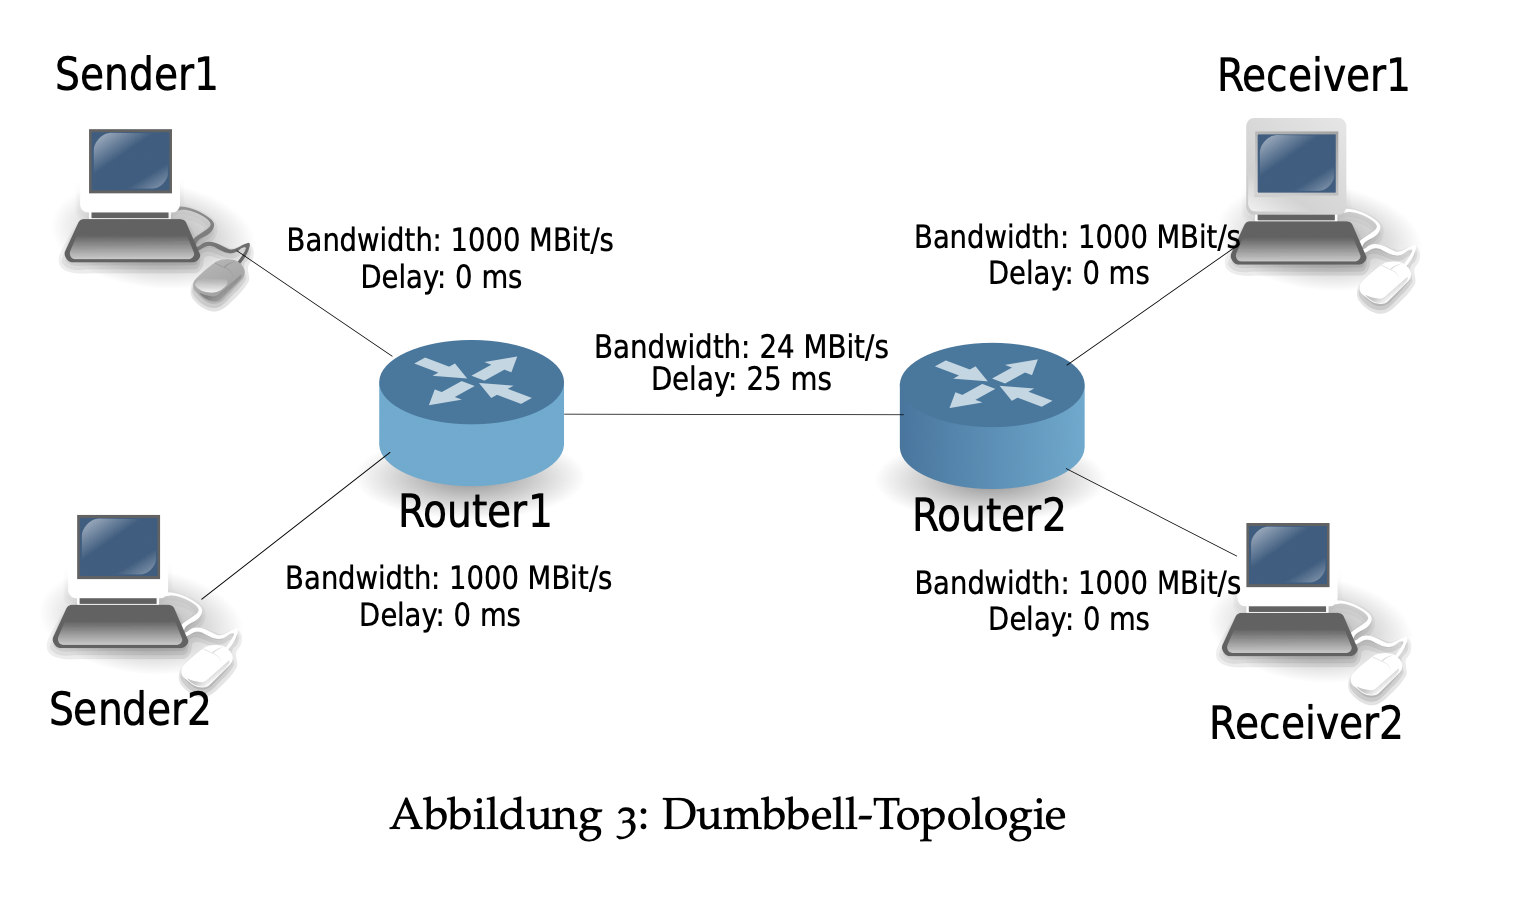 Sender1
Receiver1
Bandwidth: 1000 MBit/s
Delay: 0 ms
Bandwidth: 1000 MBit/s
Delay: 0 ms
Bandwidth: 24 MBit/s
Delay: 25 ms
Router1
Router2
Bandwidth: 1000 MBit/s
Delay: 0 ms
Bandwidth: 1000 MBit/s
Delay: 0 ms
Sender2
Receiver2
Abbildung 3: Dumbbell-Topologie